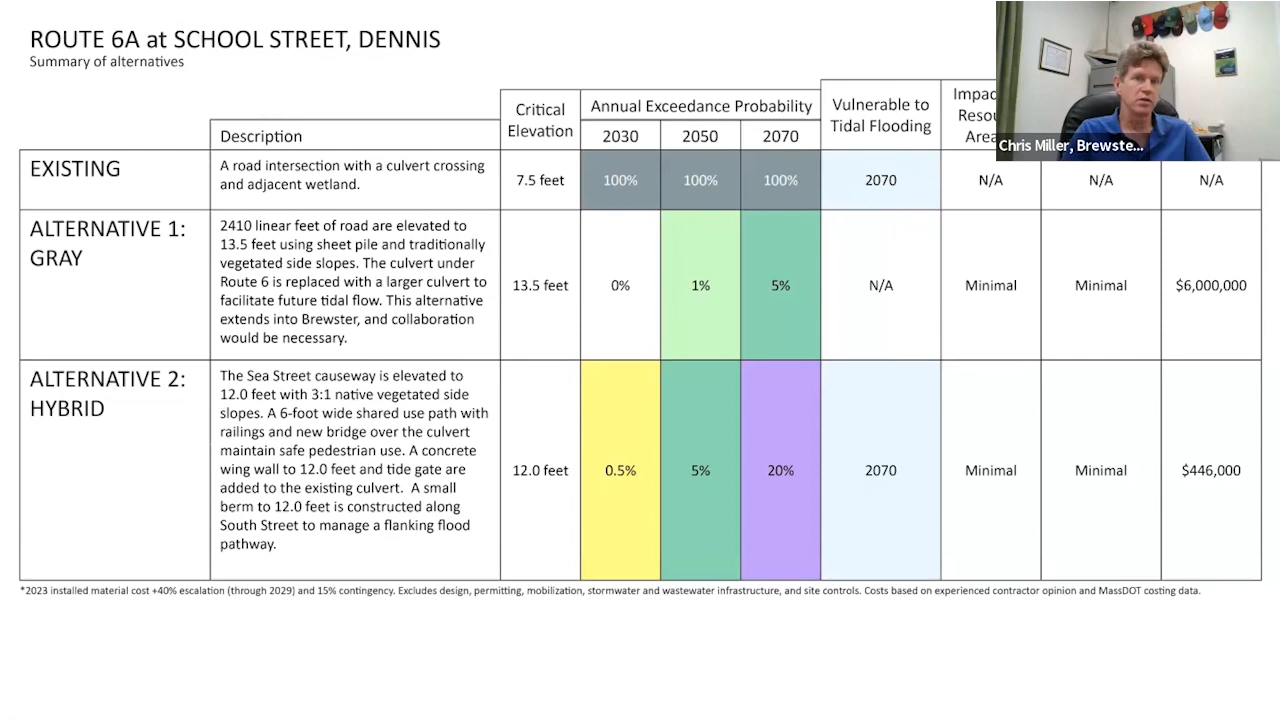 ROUTE 6A at SCHOOL STREET, DENNIS
Summary of alternatives
Critical
Elevation
Annual Exceedance Probability
2030 2050 2070
Vulnerable to
Tidal Flooding
Description
Chris Miller, Brewste...
EXISTING
A road intersection with a culvert crossing
and adjacent wetland.
7.5 feet 100% 100% 100% 2070 N/A N/A N/A
ALTERNATIVE 1:
GRAY
2410 linear feet of road are elevated to
13.5 feet using sheet pile and traditionally
vegetated side slopes. The culvert under
Route 6 is replaced with a larger culvert to
facilitate future tidal flow. This alternative
extends into Brewster, and collaboration
would be necessary.
13.5 feet 0% 1% 5% N/A Minimal Minimal $6,000,000
ALTERNATIVE 2:
HYBRID
The Sea Street causeway is elevated to
12.0 feet with 3:1 native vegetated side
slopes. A 6-foot wide shared use path with
railings and new bridge over the culvert
maintain safe pedestrian use. A concrete
wing wall to 12.0 feet and tide gate are
added to the existing culvert. A small
berm to 12.0 feet is constructed along
South Street to manage a flanking flood
pathway.
12.0 feet 0.5% 5% 20% 2070 Minimal Minimal $446,000
*2023 installed material cost +40% escalation (through 2029) and 15% contingency. Excludes design, permitting, mobilization, stormwater and wastewater infrastructure, and site controls. Costs based on experienced contractor opinion and MassDOT costing data.